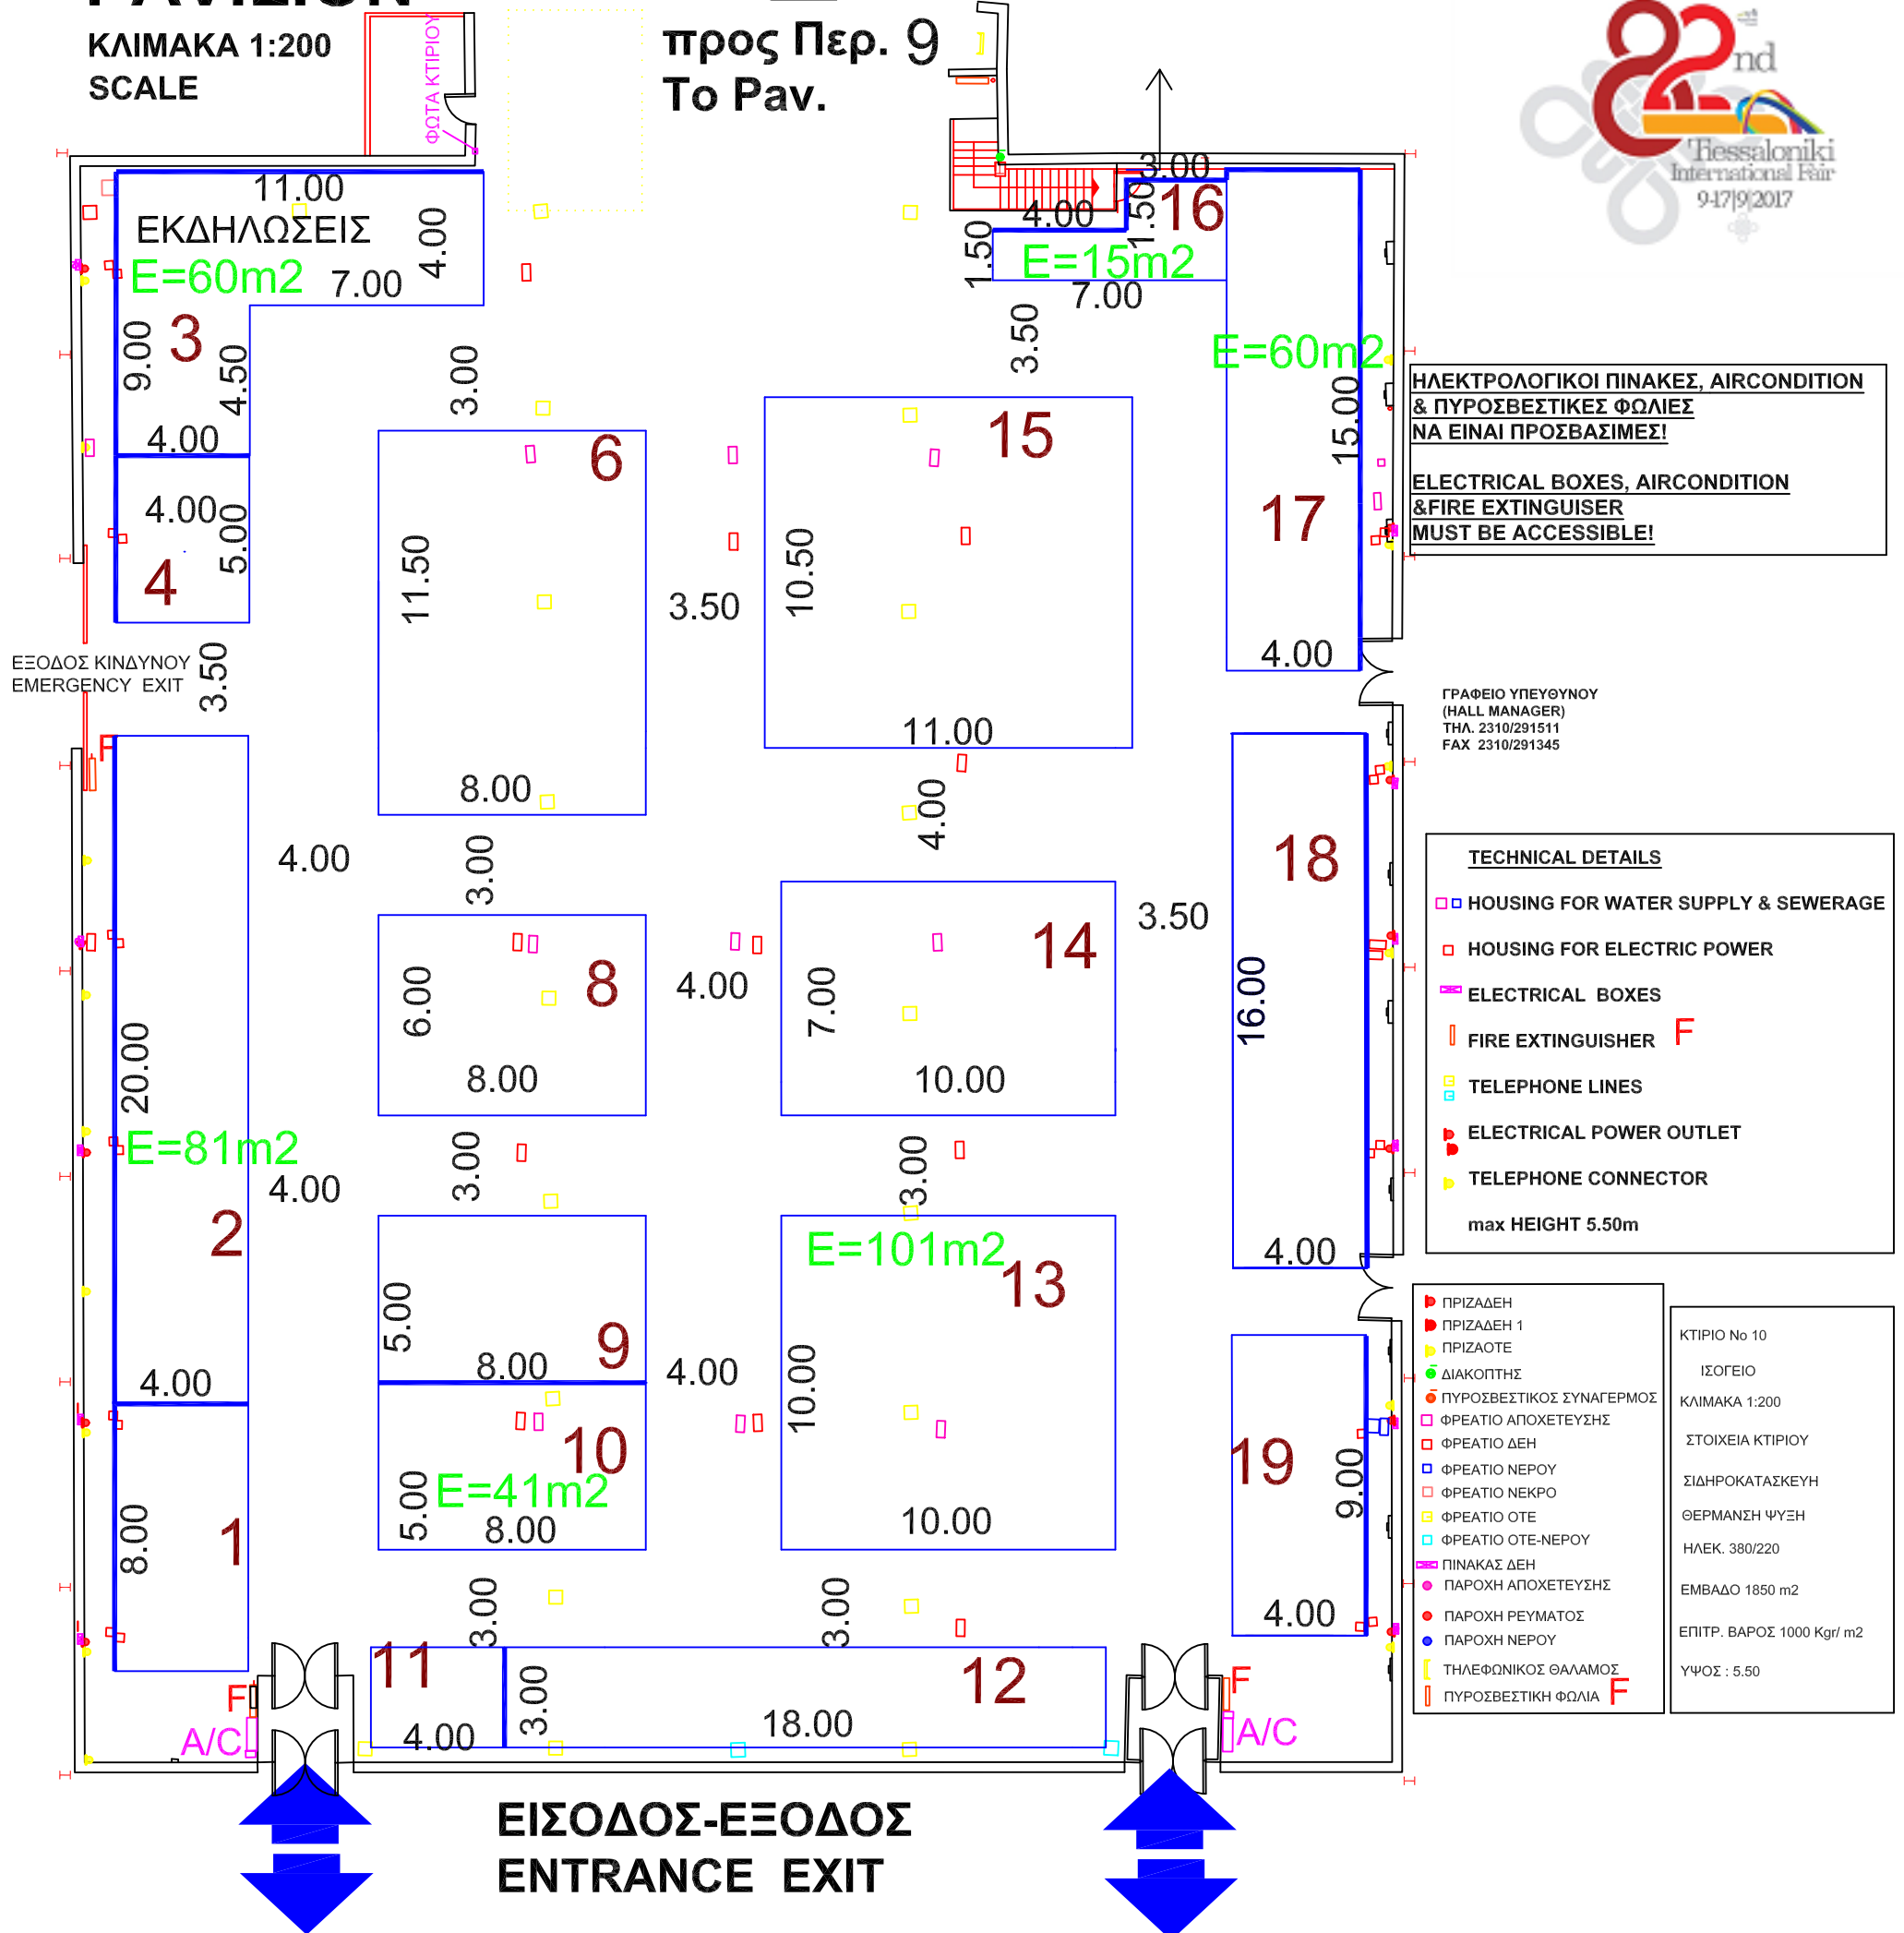 PAVILION
ΚΛΙΜΑΚΑ 1:200
SCALE
ΦΩΤΑ ΚΤΙΡΙΟΥ
προς Περ. 9
To Pav.
82nd
Thessaloniki
International Fair
9-17|9|2017
11.00
ΕΚΔΗΛΩΣΕΙΣ
E=60m2
7.00
4.00
3
9.00
4.50
4.00
4.00
5.00
4
3.00
4.00
1.50
16
1.50
E=15m2
7.00
3.50
E=60m2
15.00
17
4.00
3.00
6
11.50
8.00
3.50
15
10.50
11.00
ΗΛΕΚΤΡΟΛΟΓΙΚΟΙ ΠΙΝΑΚΕΣ, AIRCONDITION
& ΠΥΡΟΣΒΕΣΤΙΚΕΣ ΦΩΛΙΕΣ
ΝΑ ΕΙΝΑΙ ΠΡΟΣΒΑΣΙΜΕΣ!
ELECTRICAL BOXES, AIRCONDITION
&FIRE EXTINGUISER
MUST BE ACCESSIBLE!
ΕΞΟΔΟΣ ΚΙΝΔΥΝΟΥ
EMERGENCY EXIT
3.50
ΓΡΑΦΕΙΟ ΥΠΕΥΘΥΝΟΥ
(HALL MANAGER)
ΤΗΛ. 2310/291511
FAX 2310/291345
F
4.00
3.00
4.00
18
16.00
4.00
3.50
20.00
E=81m2
4.00
2
4.00
6.00
8
8.00
4.00
7.00
14
10.00
3.00
3.00
TECHNICAL DETAILS
HOUSING FOR WATER SUPPLY & SEWERAGE
HOUSING FOR ELECTRIC POWER
ELECTRICAL BOXES
FIRE EXTINGUISHER F
TELEPHONE LINES
ELECTRICAL POWER OUTLET
TELEPHONE CONNECTOR
max HEIGHT 5.50m
5.00
9
8.00
4.00
E=101m2
13
10.00
10.00
10
E=41m2
5.00
8.00
8.00
1
19
9.00
4.00
ΠΡΙΖΑΔΕΗ
ΠΡΙΖΑΔΕΗ 1
ΠΡΙΖΑΟΤΕ
ΔΙΑΚΟΠΤΗΣ
ΠΥΡΟΣΒΕΣΤΙΚΟΣ ΣΥΝΑΓΕΡΜΟΣ
ΦΡΕΑΤΙΟ ΑΠΟΧΕΤΕΥΣΗΣ
ΦΡΕΑΤΙΟ ΔΕΗ
ΦΡΕΑΤΙΟ ΝΕΡΟΥ
ΦΡΕΑΤΙΟ ΝΕΚΡΟ
ΦΡΕΑΤΙΟ ΟΤΕ
ΦΡΕΑΤΙΟ ΟΤΕ-ΝΕΡΟΥ
ΠΙΝΑΚΑΣ ΔΕΗ
ΠΑΡΟΧΗ ΑΠΟΧΕΤΕΥΣΗΣ
ΠΑΡΟΧΗ ΡΕΥΜΑΤΟΣ
ΠΑΡΟΧΗ ΝΕΡΟΥ
ΤΗΛΕΦΩΝΙΚΟΣ ΘΑΛΑΜΟΣ
ΠΥΡΟΣΒΕΣΤΙΚΗ ΦΩΛΙΑ F
ΚΤΙΡΙΟ Νο 10
ΙΣΟΓΕΙΟ
ΚΛΙΜΑΚΑ 1:200
ΣΤΟΙΧΕΙΑ ΚΤΙΡΙΟΥ
ΣΙΔΗΡΟΚΑΤΑΣΚΕΥΗ
ΘΕΡΜΑΝΣΗ ΨΥΞΗ
ΗΛΕΚ. 380/220
ΕΜΒΑΔΟ 1850 m2
ΕΠΙΤΡ. ΒΑΡΟΣ 1000 Kgr/ m2
ΥΨΟΣ : 5.50
3.00
3.00
11
4.00
3.00
18.00
12
F
A/C
F
A/C
ΕΙΣΟΔΟΣ-ΕΞΟΔΟΣ
ENTRANCE EXIT